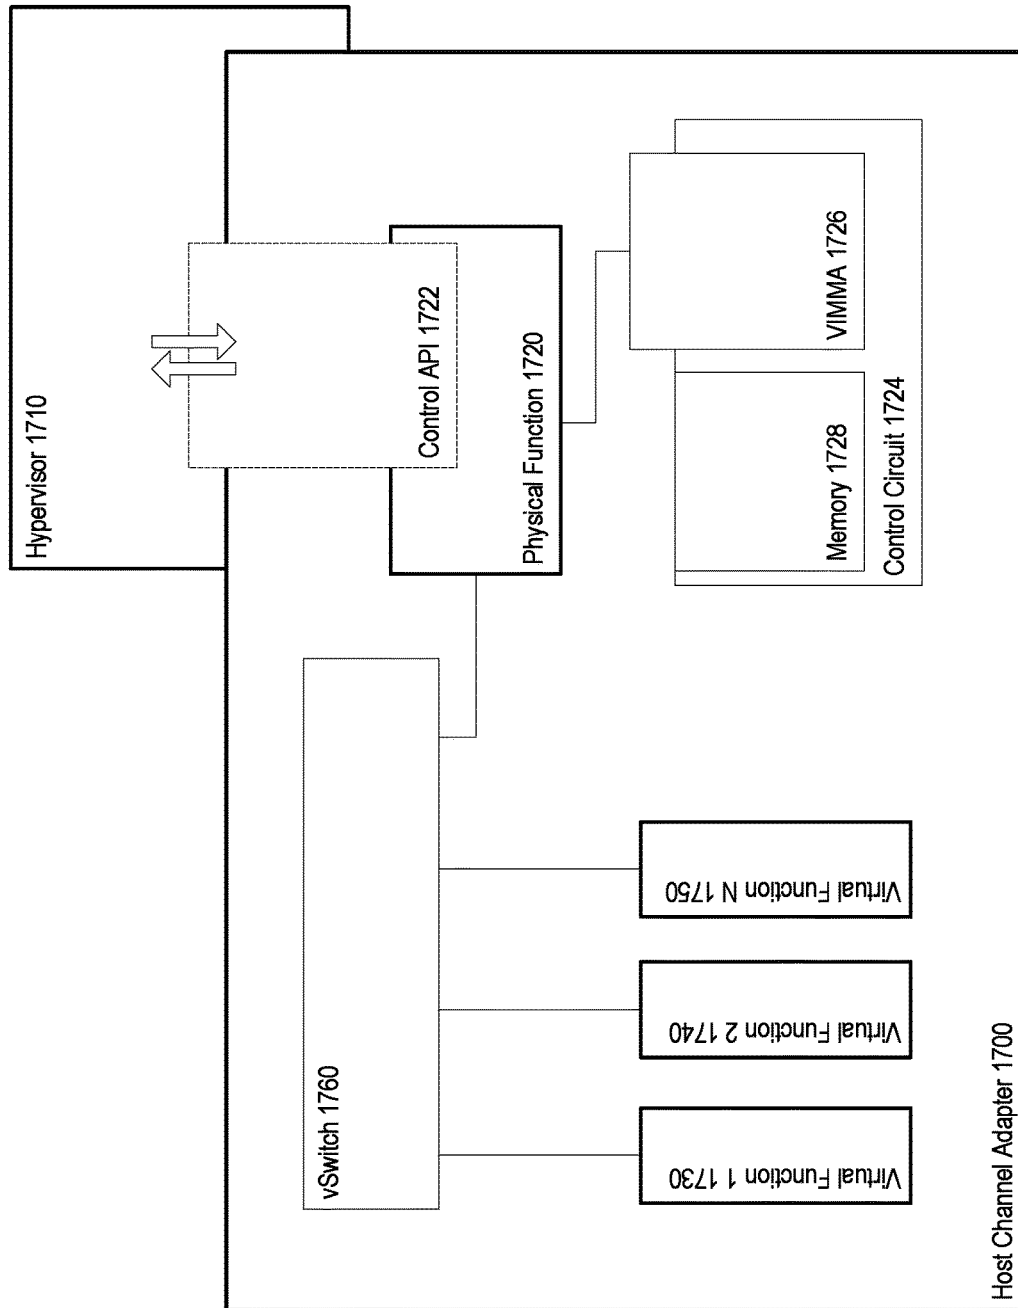 Hypervisor 1710
Control API 1722
Physical Function 1720
VIMMA 1726
Memory 1728
Control Circuit 1724
vSwitch 1760
Virtual Function 1 1730
Virtual Function 2 1740
Virtual Function N 1750
Host Channel Adapter 1700